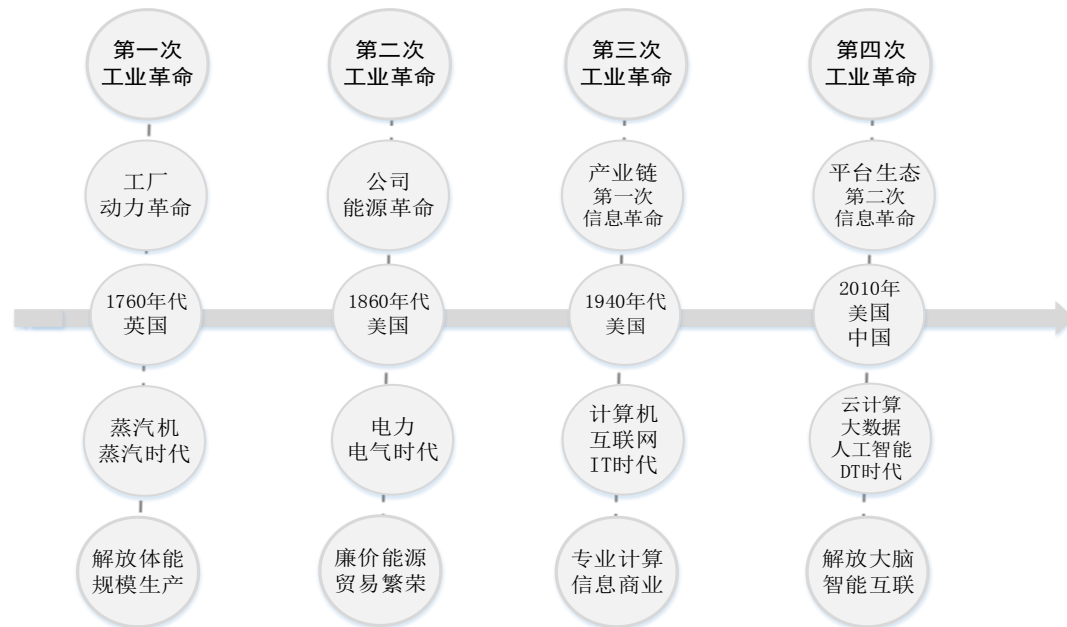 第一次
工业革命
第二次
工业革命
第三次
工业革命
第四次
工业革命
工厂
动力革命
公司
能源革命
产业链
第一次
信息革命
平台生态
第二次
信息革命
1760年代
英国
1860年代
美国
1940年代
美国
2010年
美国
中国
蒸汽机
蒸汽时代
电力
电气时代
计算机
互联网
IT时代
云计算
大数据
人工智能
DT时代
解放体能
规模生产
廉价能源
贸易繁荣
专业计算
信息商业
解放大脑
智能互联